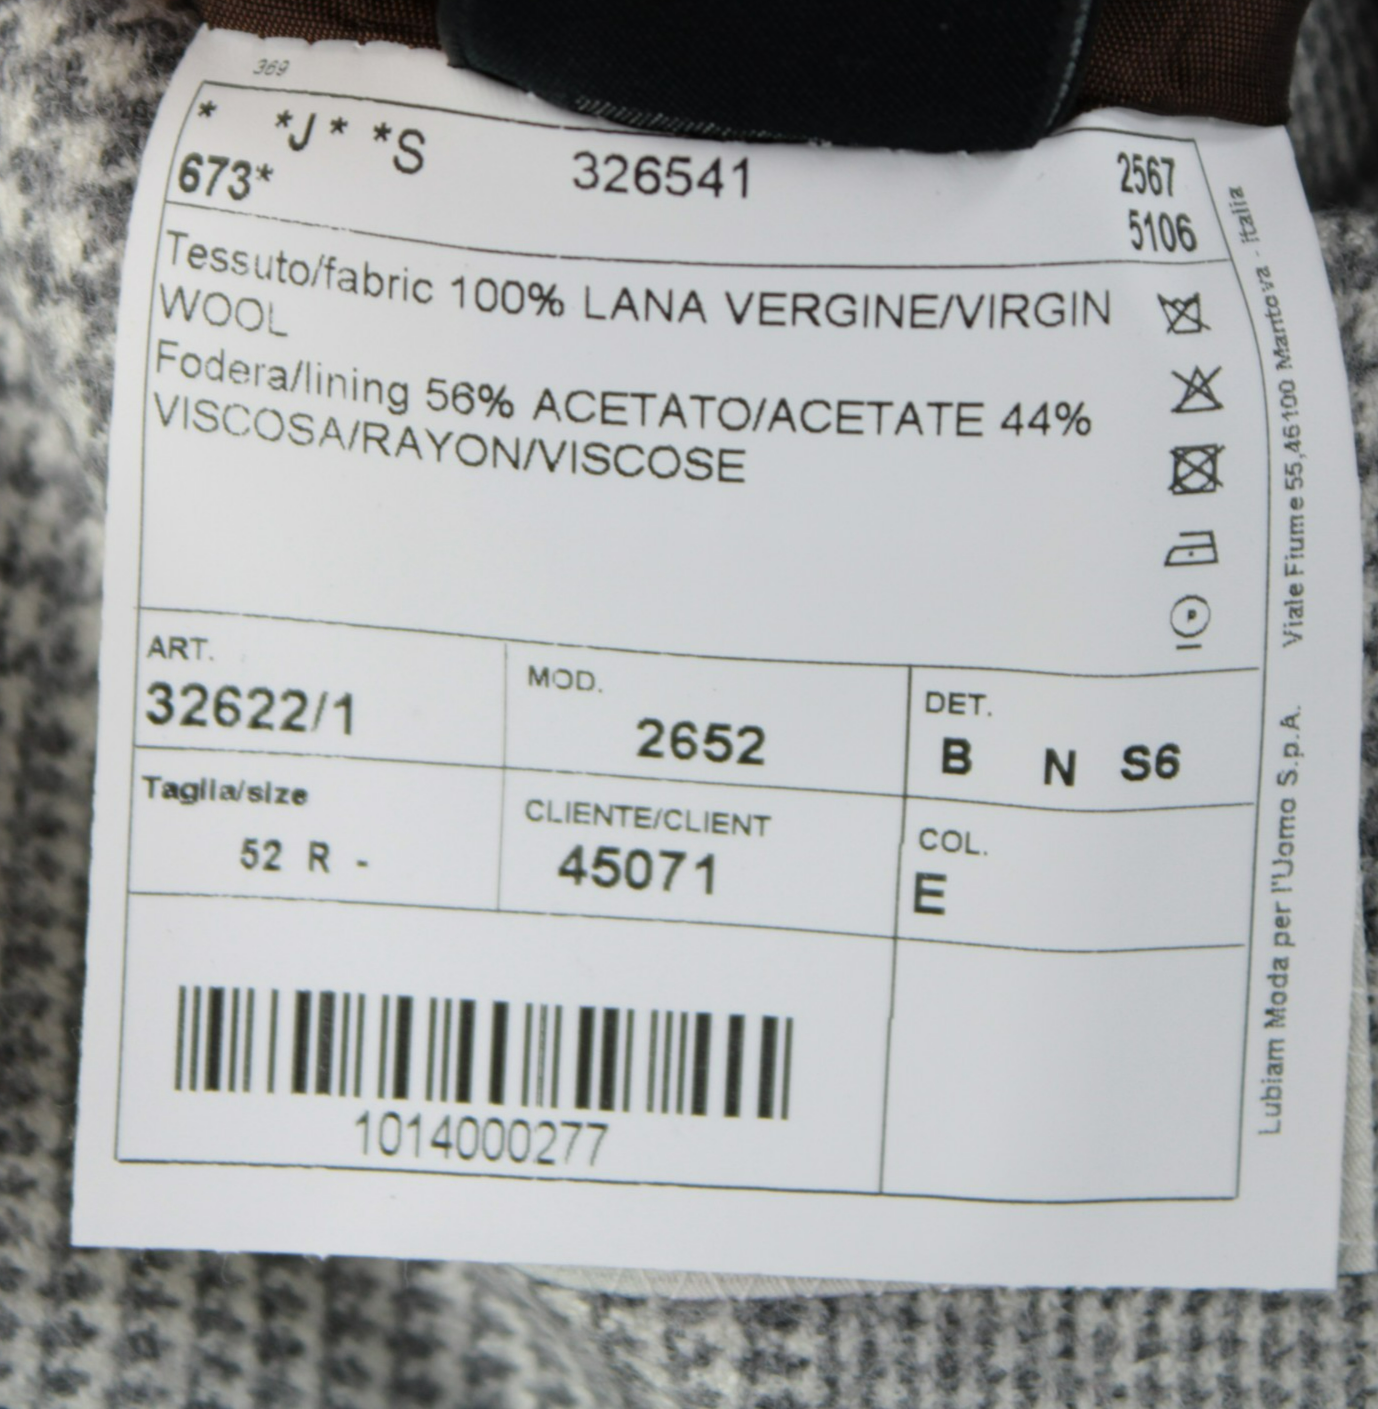 369
* *J* *S 326541 2567
673* 5106
Tessuto/fabric 100% LANA VERGINE/VIRGIN
WOOL
Fodera/lining 56% ACETATO/ACETATE 44%
VISCOSA/RAYON/VISCOSE
ART.
32622/1
MOD.
2652
DET.
B N S6
Taglia/size
52 R -
CLIENTE/CLIENT
45071
COL.
E
1014000277
Lubiam Moda per l'Uomo S.p.A. Viale Fiume 55,46100 Mantova - Italia